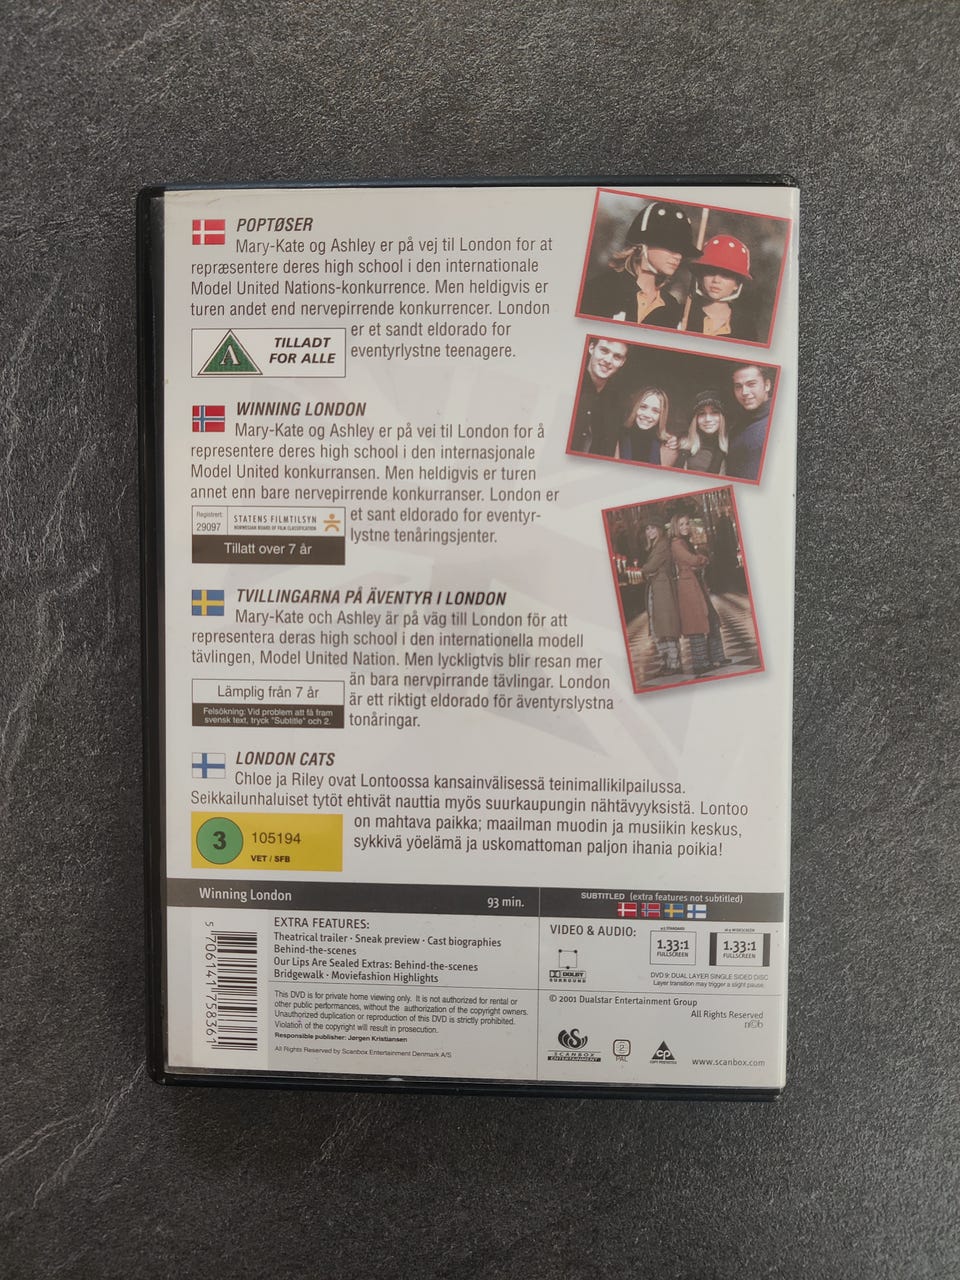 POPTØSER
Mary-Kate og Ashley er på vej til London for at
repræsentere deres high school i den internationale
Model United Nations-konkurrence. Men heldigvis er
turen andet end nervepirrende konkurrencer. London
er et sandt eldorado for
eventyrlystne teenagere.
A
TILLADT
FOR ALLE
WINNING LONDON
Mary-Kate og Ashley er på vei til London for å
representere deres high school i den internasjonale
Model United konkurransen. Men heldigvis er turen
annet enn bare nervepirrende konkurranser. London er
et sant eldorado for eventyr-
lystne tenåringsjenter.
Registrert
29097
STATENS FILMTILSYN
NORWEGIAN BOARD OF FILM CLASSIFICATION
Tillatt over 7 år
TVILLINGARNA PÅ ÄVENTYR I LONDON
Mary-Kate och Ashley är på väg till London för att
representera deras high school i den internationella modell
tävlingen, Model United Nation. Men lyckligtvis blir resan mer
än bara nervpirrande tävlingar. London
är ett riktigt eldorado för äventyrslystna
tonåringar.
Lämplig från 7 år
Felsökning: Vid problem att få fram
svensk text, tryck "Subtitle" och 2.
LONDON CATS
Chloe ja Riley ovat Lontoossa kansainvälisessä teinimallikilpailussa.
Seikkailunhaluiset tytöt ehtivät nauttia myös suurkaupungin nähtävyyksistä. Lontoo
on mahtava paikka; maailman muodin ja musiikin keskus,
sykkivä yöelämä ja uskomattoman paljon ihania poikia!
3
105194
VET / SFB
Winning London
93 min.
SUBTITLED (extra features not subtitled)
5 706141 758361
EXTRA FEATURES:
Theatrical trailer · Sneak preview · Cast biographies
Behind-the-scenes
Our Lips Are Sealed Extras: Behind-the-scenes
Bridgewalk · Moviefashion Highlights
This DVD is for private home viewing only. It is not authorized for rental or
other public performances, without the authorization of the copyright owners.
Unauthorized duplication or reproduction of this DVD is strictly prohibited.
Violation of the copyright will result in prosecution.
Responsible publisher: Jørgen Kristiansen
All Rights Reserved by Scanbox Entertainment Denmark A/S
VIDEO & AUDIO:
DOLBY
SURROUND
4:3 STANDARD
1.33:1
FULLSCREEN
16:9 WIDESCREEN
1.33:1
FULLSCREEN
DVD 9: DUAL LAYER SINGLE SIDED DISC
Layer transition may trigger a slight pause.
© 2001 Dualstar Entertainment Group
All Rights Reserved
SCANBOX
ENTERTAINMENT
2
PAL
CP
COPY PROTECTED
www.scanbox.com